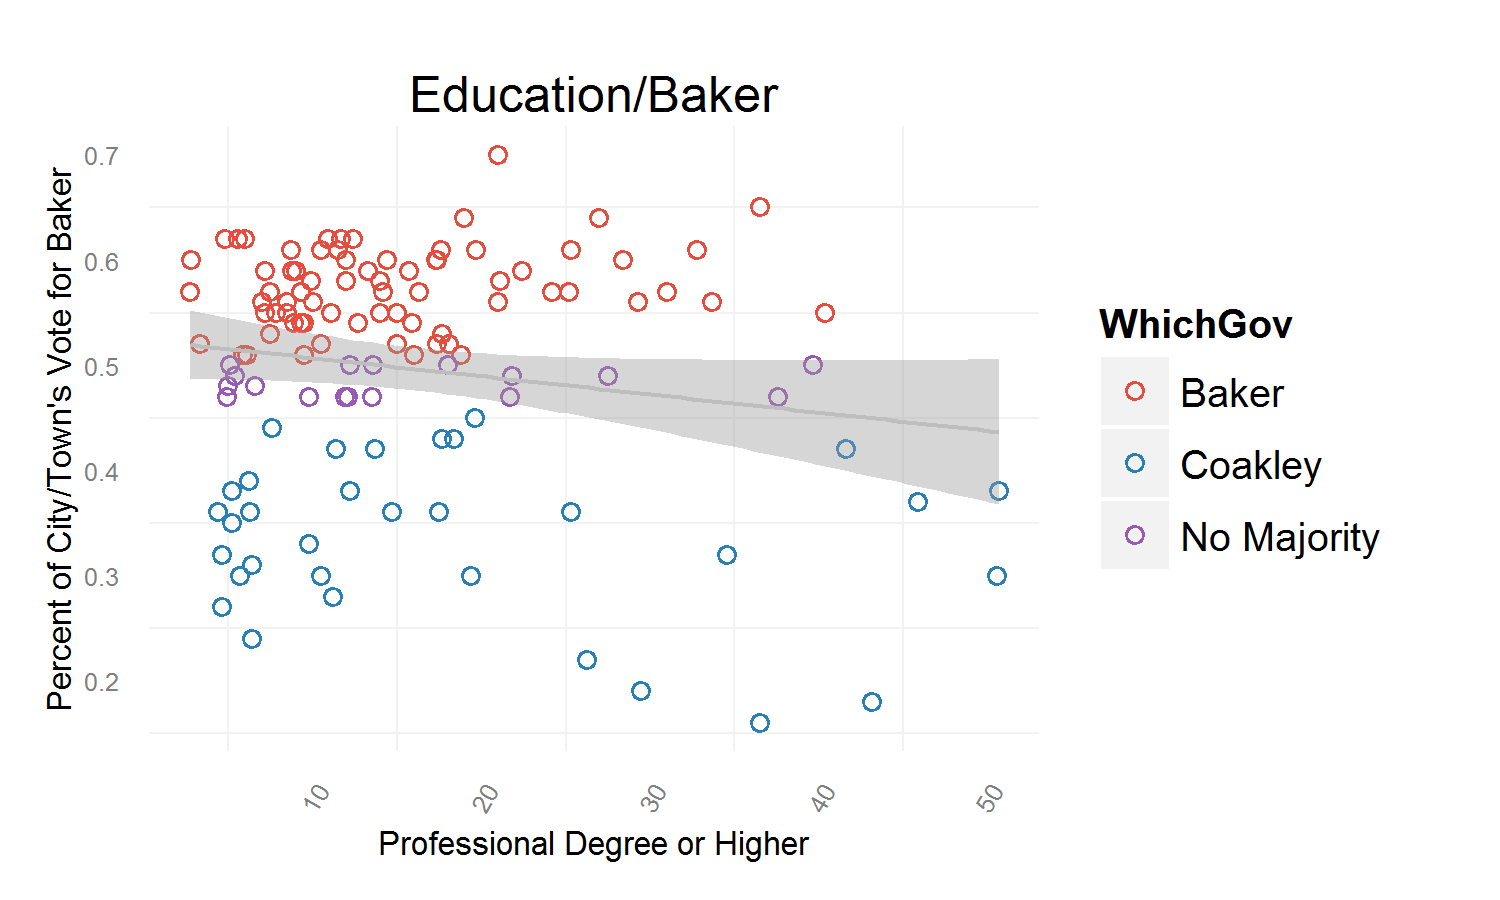 Education/Baker
Percent of City/Town's Vote for Baker
0.7
0.6
0.5
0.4
0.3
0.2
10
20
30
40
50
Professional Degree or Higher
WhichGov
Baker
Coakley
No Majority